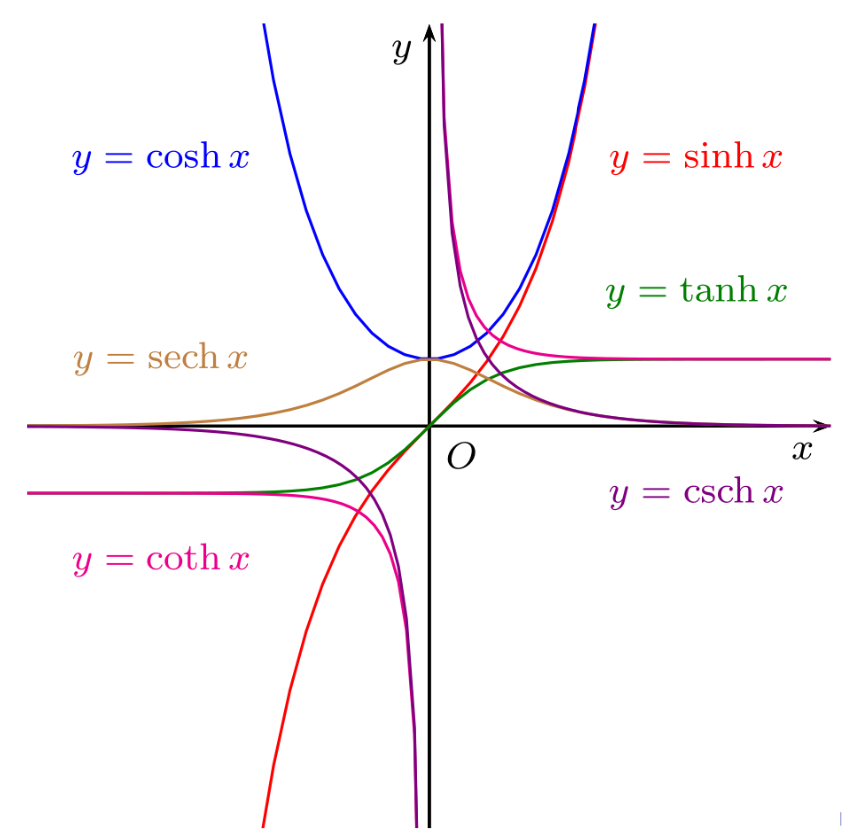 y
y = cosh x
y = sinh x
y = tanh x
y = sech x
O
x
y = csch x
y = coth x